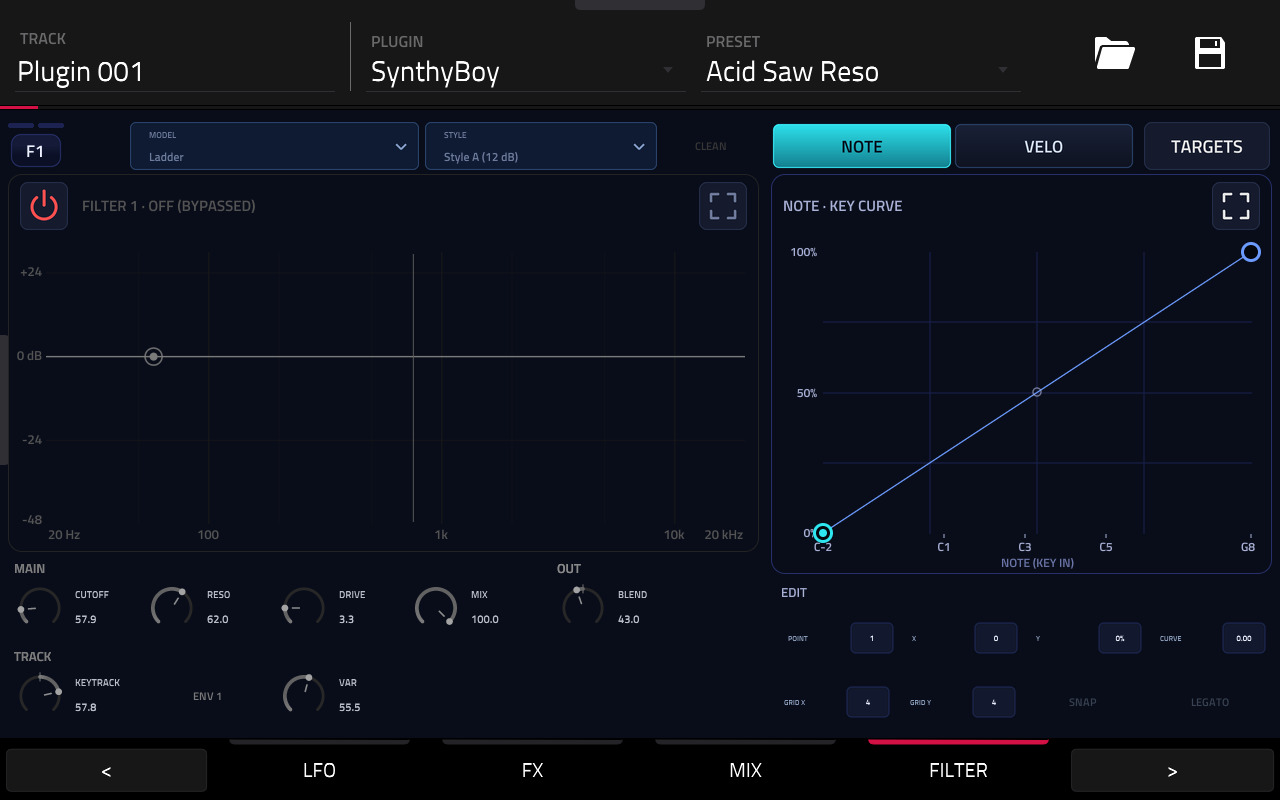 TRACK
Plugin 001
PLUGIN
SynthyBoy
PRESET
Acid Saw Reso
F1
MODEL
Ladder
STYLE
Style A (12 dB)
CLEAN
NOTE
VELO
TARGETS
FILTER 1 · OFF (BYPASSED)
+24
0 dB
-24
-48
20 Hz
100
1k
10k
20 kHz
NOTE · KEY CURVE
100%
50%
0%
C-2
C1
C3
C5
G8
NOTE (KEY IN)
MAIN
CUTOFF
57.9
RESO
62.0
DRIVE
3.3
MIX
100.0
OUT
BLEND
43.0
TRACK
KEYTRACK
57.8
ENV 1
VAR
55.5
EDIT
POINT
1
X
0
Y
0%
CURVE
0.00
GRID X
4
GRID Y
4
SNAP
LEGATO
<
LFO
FX
MIX
FILTER
>